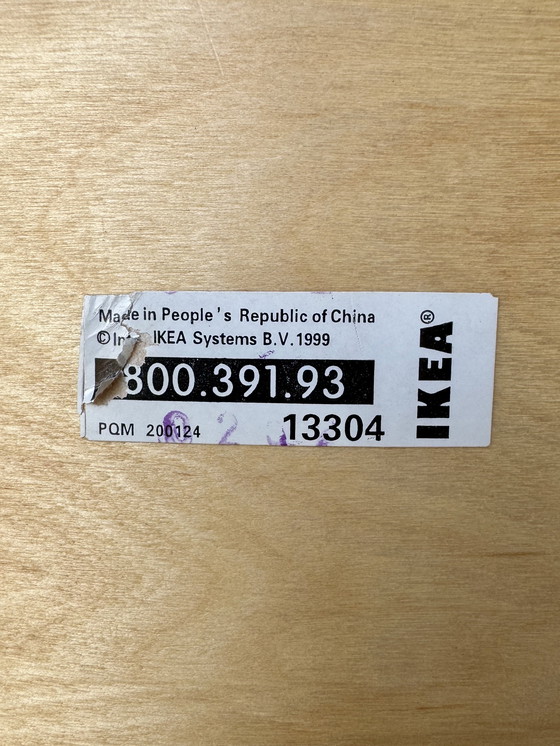 Made in People's Republic of China
© IKEA Systems B.V. 1999
800.391.93
PQM 200124
13304
IKEA®